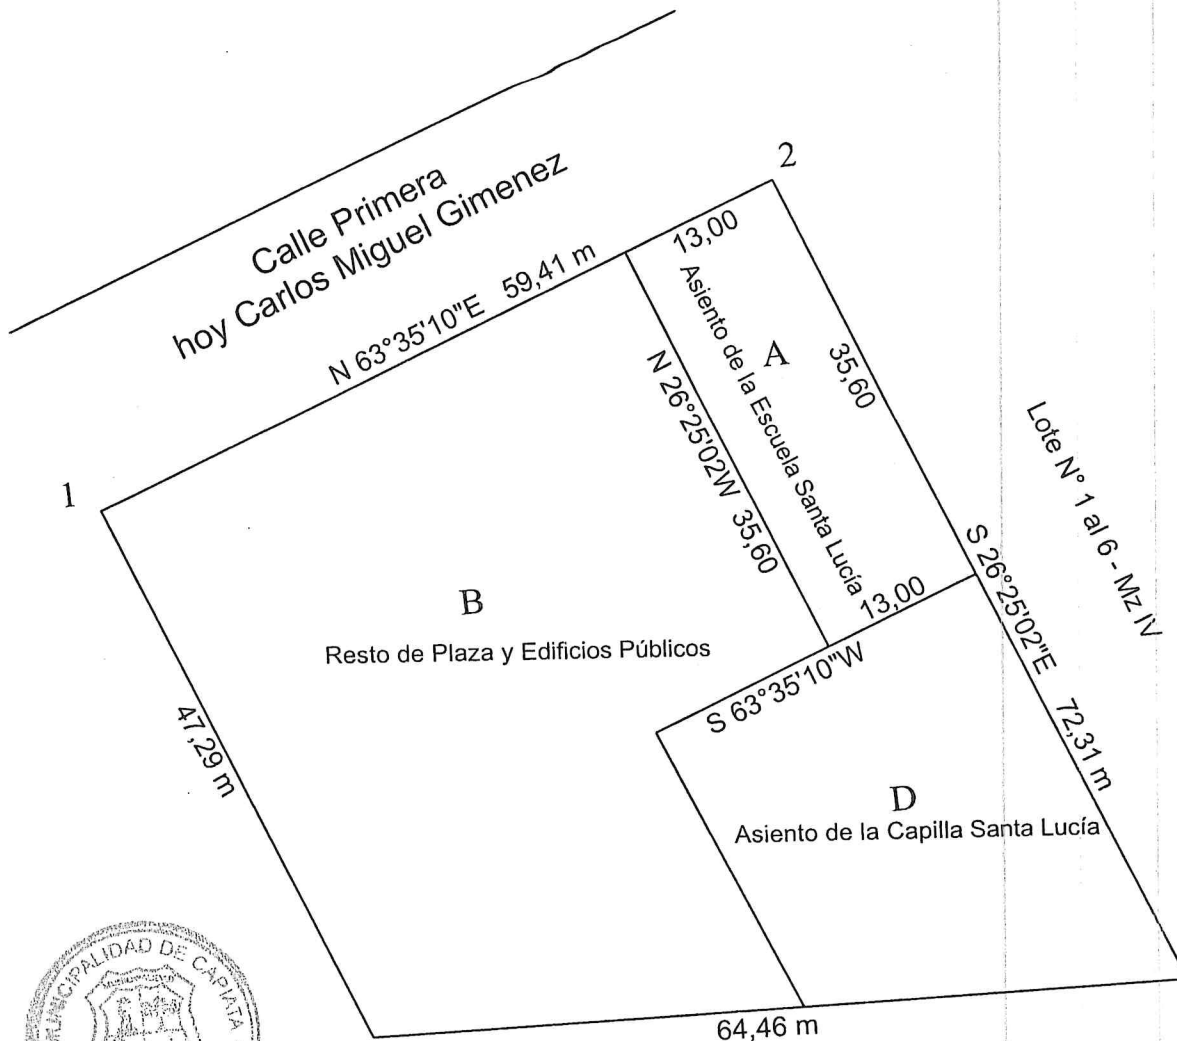 Calle Primera
hoy Carlos Miguel Gimenez
2
13,00
N 63°35'10"E 59,41 m
Asiento de la Escuela Santa Lucía
A
35,60
N 26°25'02W 35,60
1
Lote N° 1 al 6 - Mz IV
S 26°25'02"E 72,31 m
13,00
B
Resto de Plaza y Edificios Públicos
S 63°35'10"W
47,29 m
D
Asiento de la Capilla Santa Lucía
64,46 m
MUNICIPALIDAD DE CAPIATA